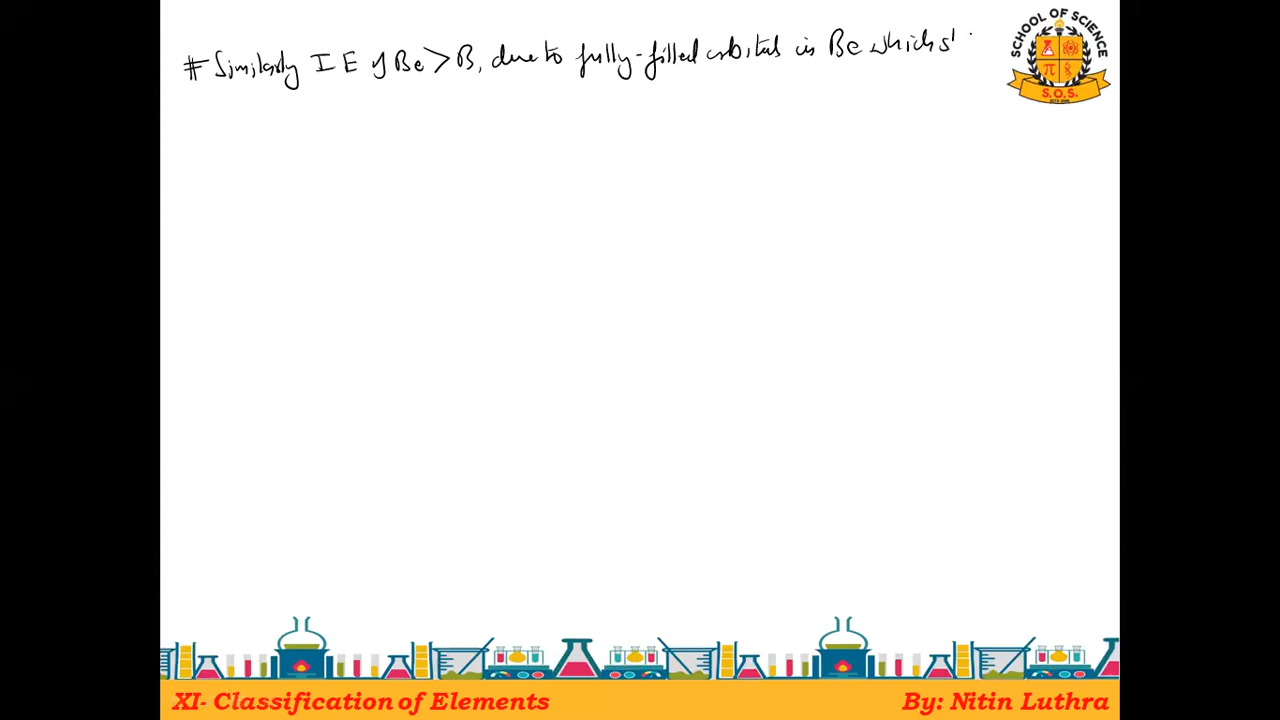 # Similarly I E of Be > B, due to fully-filled orbitals in Be which
SCHOOL OF SCIENCE
π
S.O.S.
XI- Classification of Elements
By: Nitin Luthra